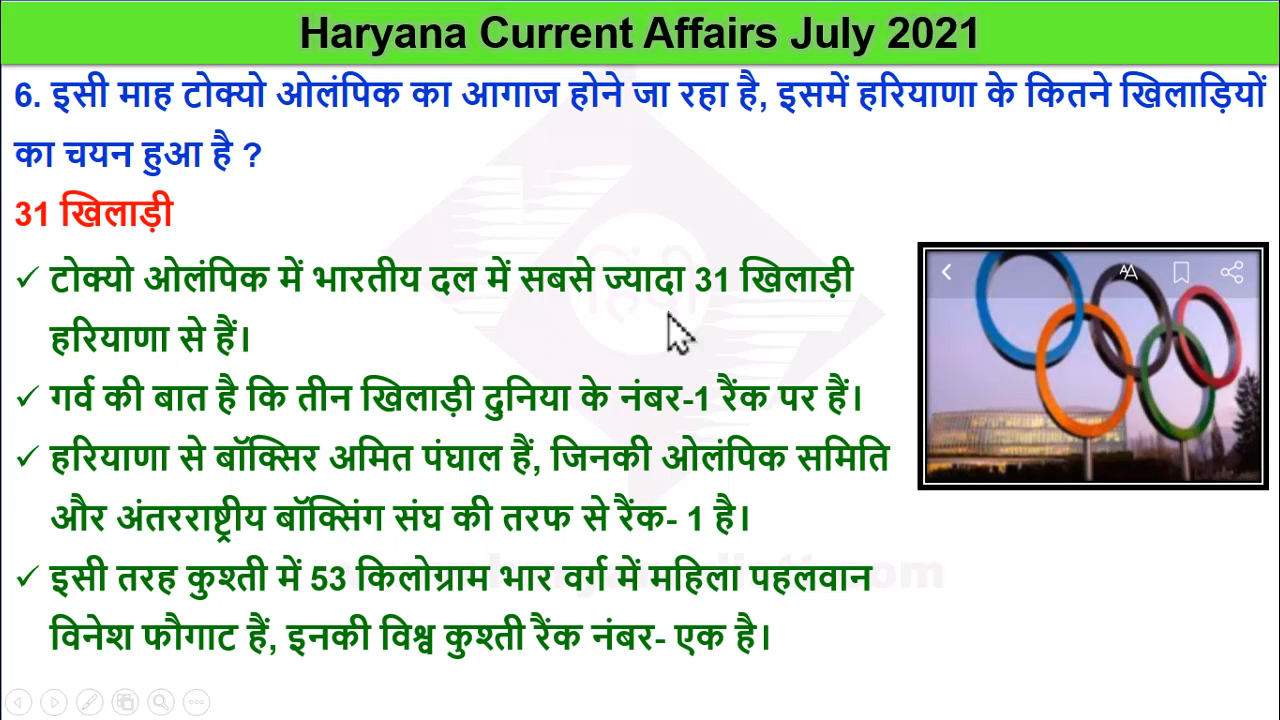 Haryana Current Affairs July 2021
6. इसी माह टोक्यो ओलंपिक का आगाज होने जा रहा है, इसमें हरियाणा के कितने खिलाड़ियों
का चयन हुआ है ?
31 खिलाड़ी
✓ टोक्यो ओलंपिक में भारतीय दल में सबसे ज्यादा 31 खिलाड़ी
हरियाणा से हैं।
✓ गर्व की बात है कि तीन खिलाड़ी दुनिया के नंबर-1 रैंक पर हैं।
✓ हरियाणा से बॉक्सिर अमित पंघाल हैं, जिनकी ओलंपिक समिति
और अंतरराष्ट्रीय बॉक्सिंग संघ की तरफ से रैंक- 1 है।
✓ इसी तरह कुश्ती में 53 किलोग्राम भार वर्ग में महिला पहलवान
विनेश फौगाट हैं, इनकी विश्व कुश्ती रैंक नंबर- एक है।
हिंदी
AA